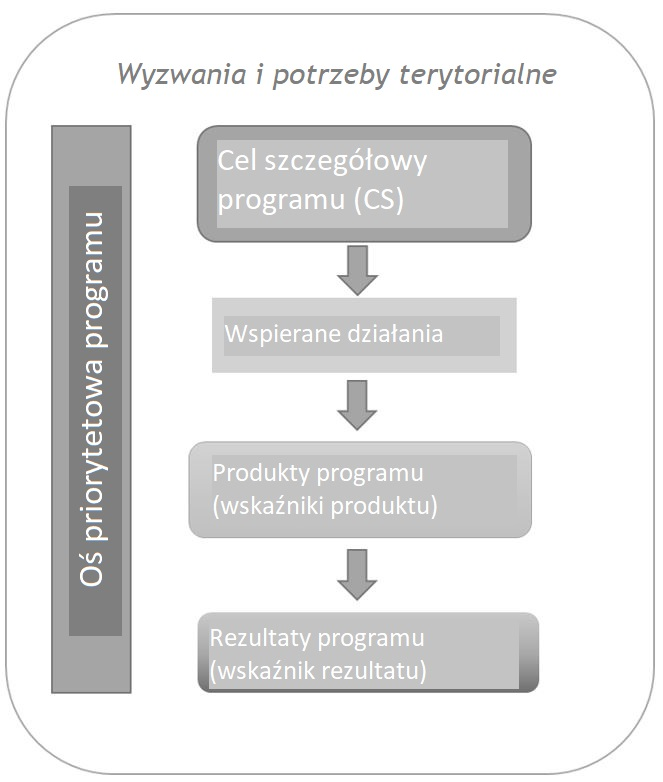 Wyzwania i potrzeby terytorialne
Oś priorytetowa programu
Cel szczegółowy
programu (CS)
Wspierane działania
Produkty programu
(wskaźniki produktu)
Rezultaty programu
(wskaźnik rezultatu)